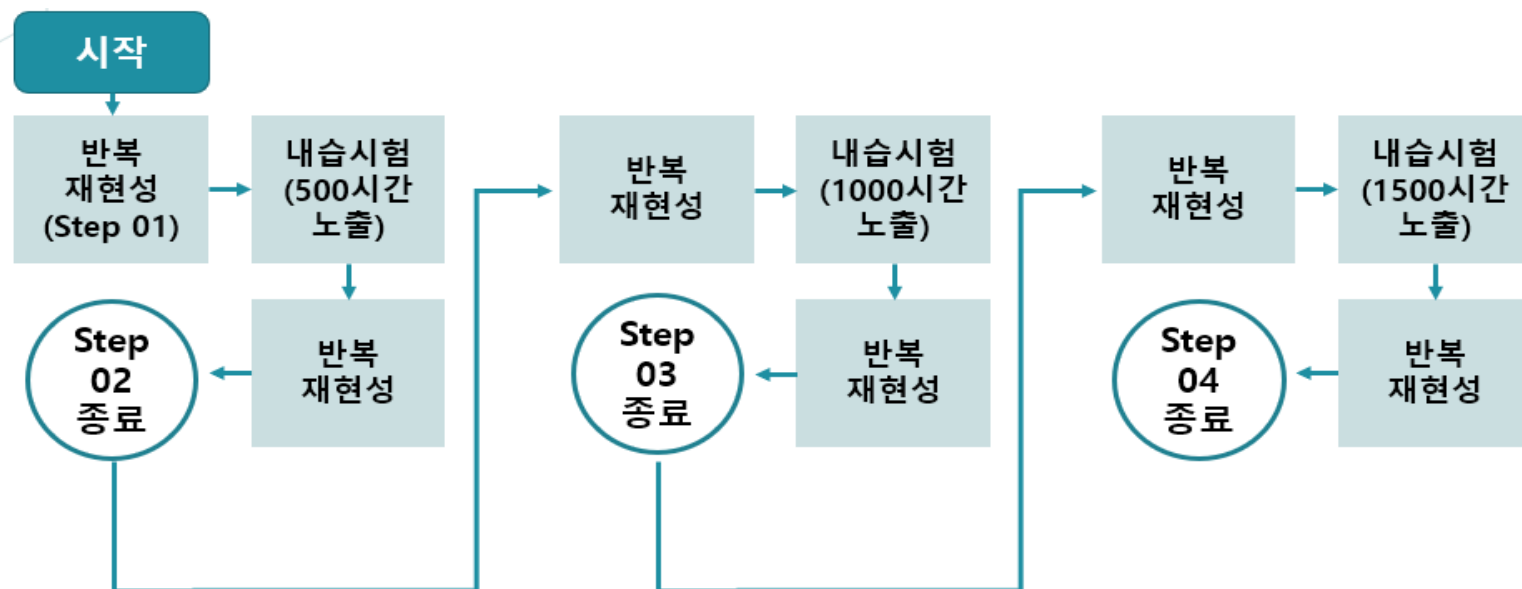 시작
반복
재현성
(Step 01)
내습시험
(500시간
노출)
반복
재현성
Step
02
종료
반복
재현성
내습시험
(1000시간
노출)
반복
재현성
Step
03
종료
반복
재현성
내습시험
(1500시간
노출)
반복
재현성
Step
04
종료